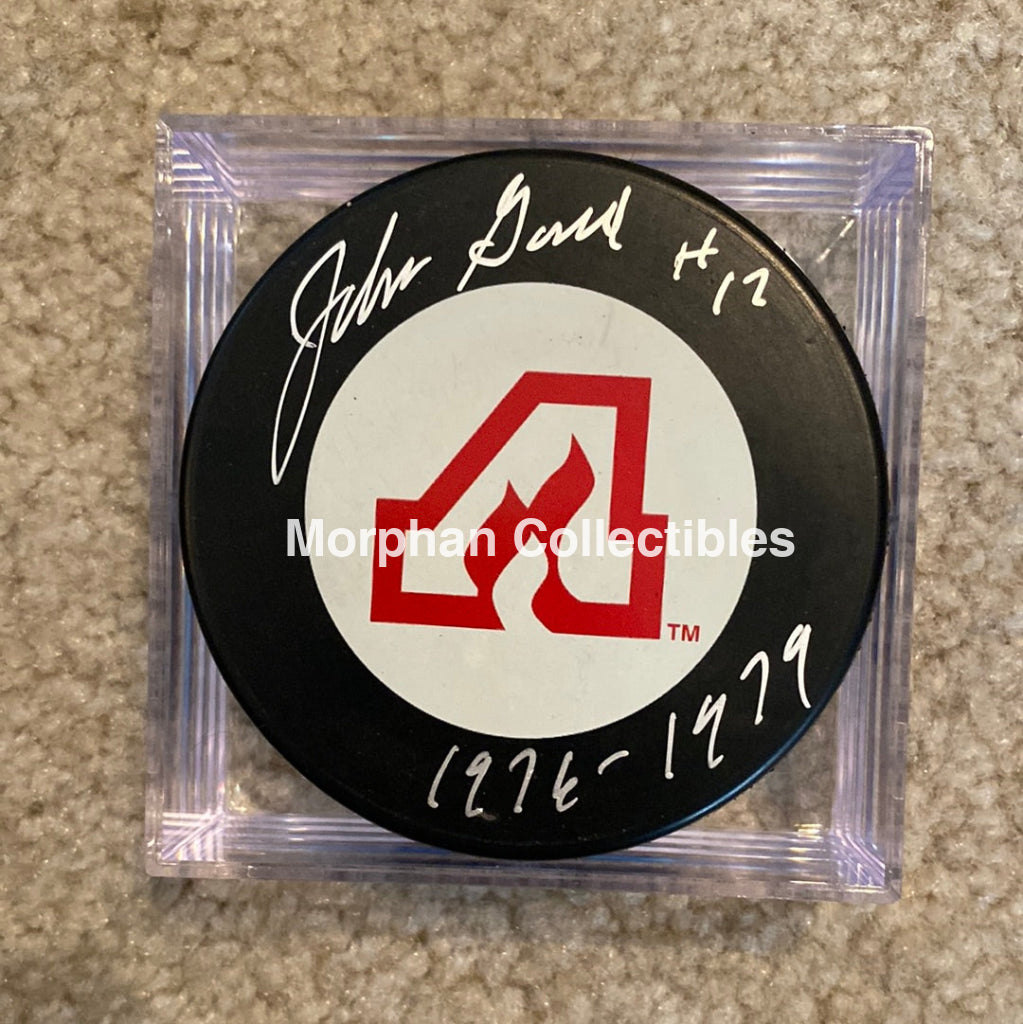 John Gould #12
Morphan Collectibles
TM
1976-1979